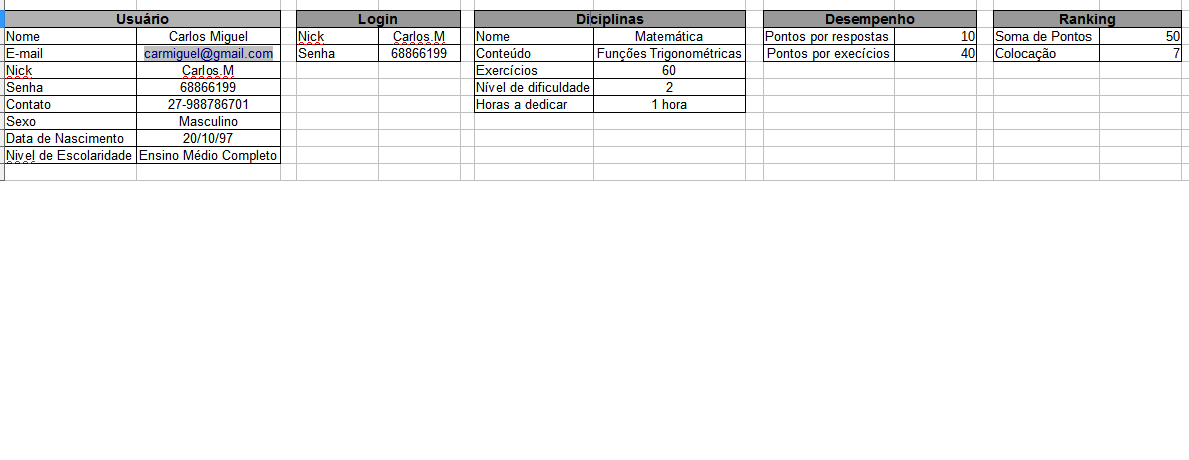 Usuário
Nome Carlos Miguel
E-mail carmiguel@gmail.com
Nick Carlos.M
Senha 68866199
Contato 27-988786701
Sexo Masculino
Data de Nascimento 20/10/97
Nivel de Escolaridade Ensino Médio Completo
Login
Nick Carlos.M
Senha 68866199
Diciplinas
Nome Matemática
Conteúdo Funções Trigonométricas
Exercícios 60
Nível de dificuldade 2
Horas a dedicar 1 hora
Desempenho
Pontos por respostas 10
Pontos por execícios 40
Ranking
Soma de Pontos 50
Colocação 7